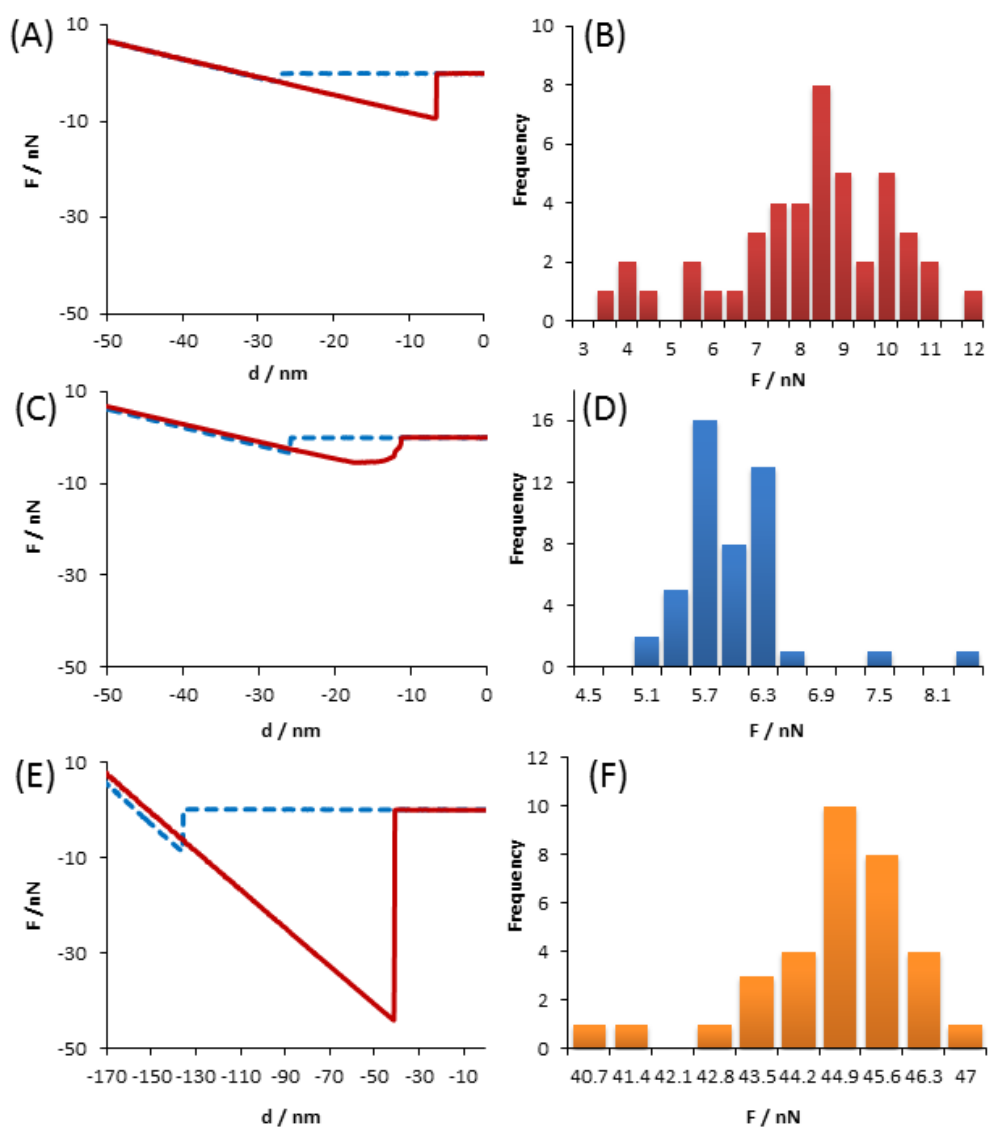 (A)
10
-10
-30
-50
F / nN
-50 -40 -30 -20 -10 0
d / nm
(B)
10
8
6
4
2
0
Frequency
3 4 5 6 7 8 9 10 11 12
F / nN
(C)
10
-10
-30
-50
F / nN
-50 -40 -30 -20 -10 0
d / nm
(D)
16
12
8
4
0
Frequency
4.5 5.1 5.7 6.3 6.9 7.5 8.1
F / nN
(E)
10
-10
-30
-50
F /nN
-170 -150 -130 -110 -90 -70 -50 -30 -10
d / nm
(F)
12
10
8
6
4
2
0
Frequency
40.7 41.4 42.1 42.8 43.5 44.2 44.9 45.6 46.3 47
F / nN